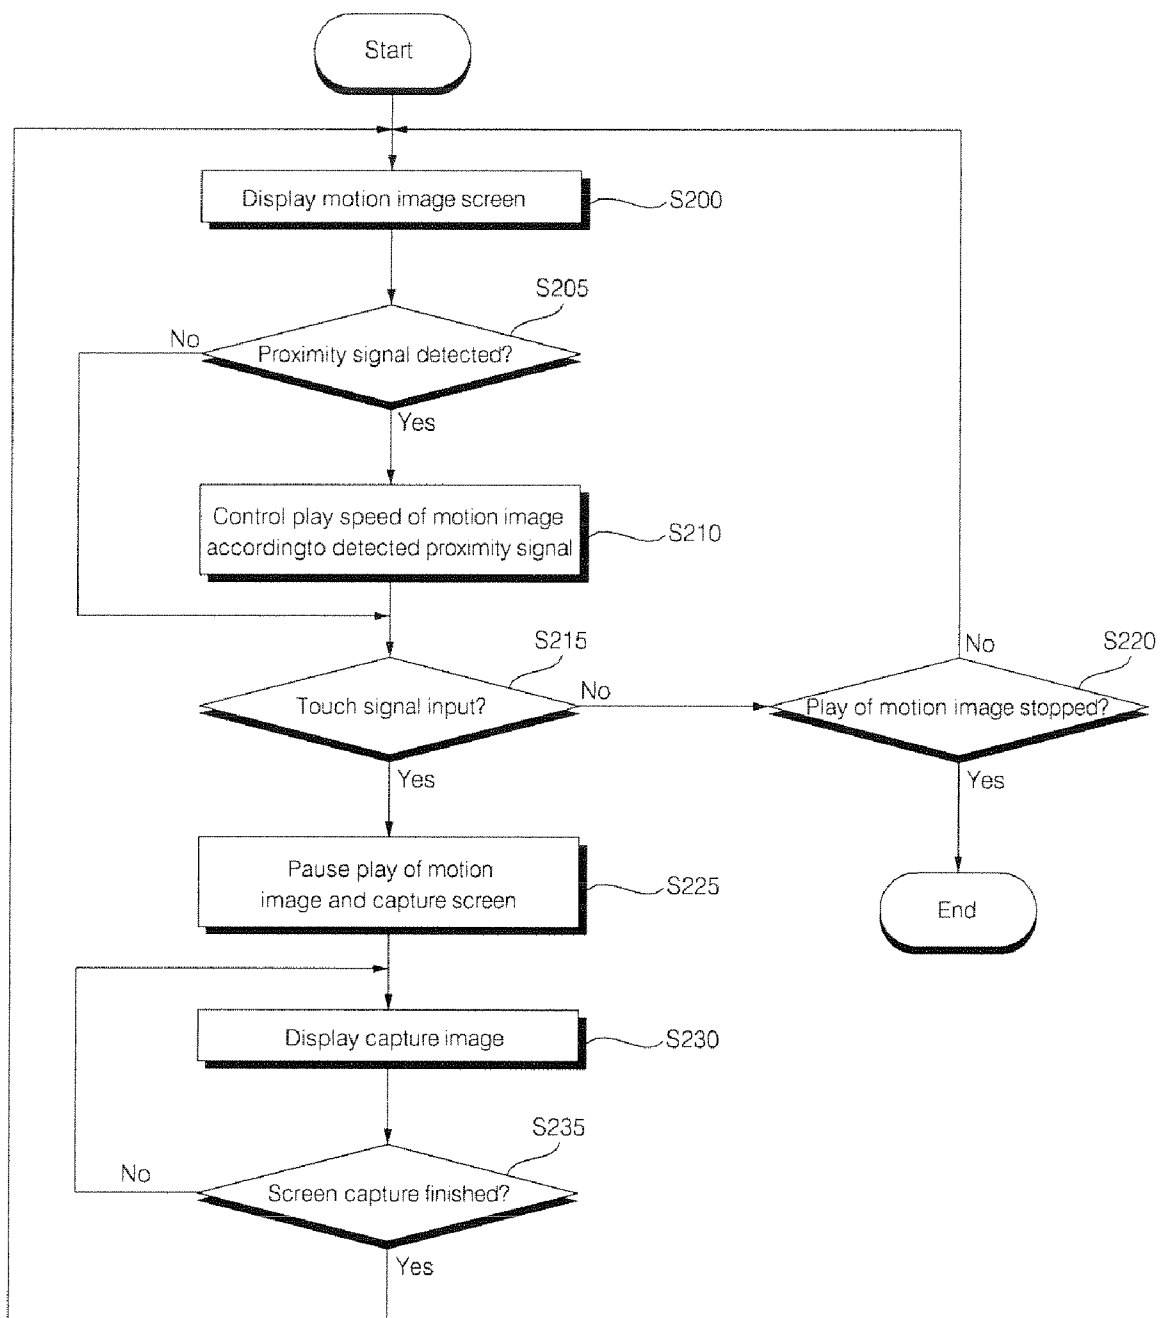 Start
Display motion image screen
S200
S205
No
Proximity signal detected?
Yes
Control play speed of motion image
accordingto detected proximity signal
S210
S215
Touch signal input?
No
No
S220
Play of motion image stopped?
Yes
Yes
Pause play of motion
image and capture screen
S225
End
Display capture image
S230
S235
No
Screen capture finished?
Yes